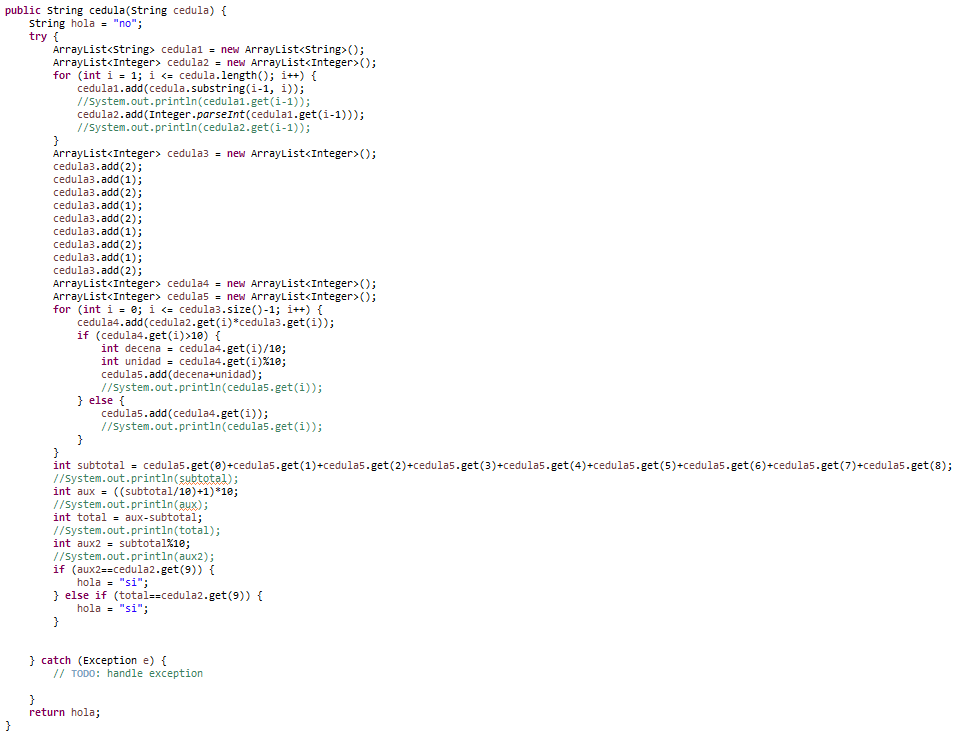 public String cedula(String cedula) {
    String hola = "no";
    try {
        ArrayList<String> cedula1 = new ArrayList<String>();
        ArrayList<Integer> cedula2 = new ArrayList<Integer>();
        for (int i = 1; i <= cedula.length(); i++) {
            cedula1.add(cedula.substring(i-1, i));
            //System.out.println(cedula1.get(i-1));
            cedula2.add(Integer.parseInt(cedula1.get(i-1)));
            //System.out.println(cedula2.get(i-1));
        }
        ArrayList<Integer> cedula3 = new ArrayList<Integer>();
        cedula3.add(2);
        cedula3.add(1);
        cedula3.add(2);
        cedula3.add(1);
        cedula3.add(2);
        cedula3.add(1);
        cedula3.add(2);
        cedula3.add(1);
        cedula3.add(2);
        ArrayList<Integer> cedula4 = new ArrayList<Integer>();
        ArrayList<Integer> cedula5 = new ArrayList<Integer>();
        for (int i = 0; i <= cedula3.size()-1; i++) {
            cedula4.add(cedula2.get(i)*cedula3.get(i));
            if (cedula4.get(i)>10) {
                int decena = cedula4.get(i)/10;
                int unidad = cedula4.get(i)%10;
                cedula5.add(decena+unidad);
                //System.out.println(cedula5.get(i));
            } else {
                cedula5.add(cedula4.get(i));
                //System.out.println(cedula5.get(i));
            }
        }
        int subtotal = cedula5.get(0)+cedula5.get(1)+cedula5.get(2)+cedula5.get(3)+cedula5.get(4)+cedula5.get(5)+cedula5.get(6)+cedula5.get(7)+cedula5.get(8);
        //System.out.println(subtotal);
        int aux = ((subtotal/10)+1)*10;
        //System.out.println(aux);
        int total = aux-subtotal;
        //System.out.println(total);
        int aux2 = subtotal%10;
        //System.out.println(aux2);
        if (aux2==cedula2.get(9)) {
            hola = "si";
        } else if (total==cedula2.get(9)) {
            hola = "si";
        }
    } catch (Exception e) {
        // TODO: handle exception
    }
    return hola;
}